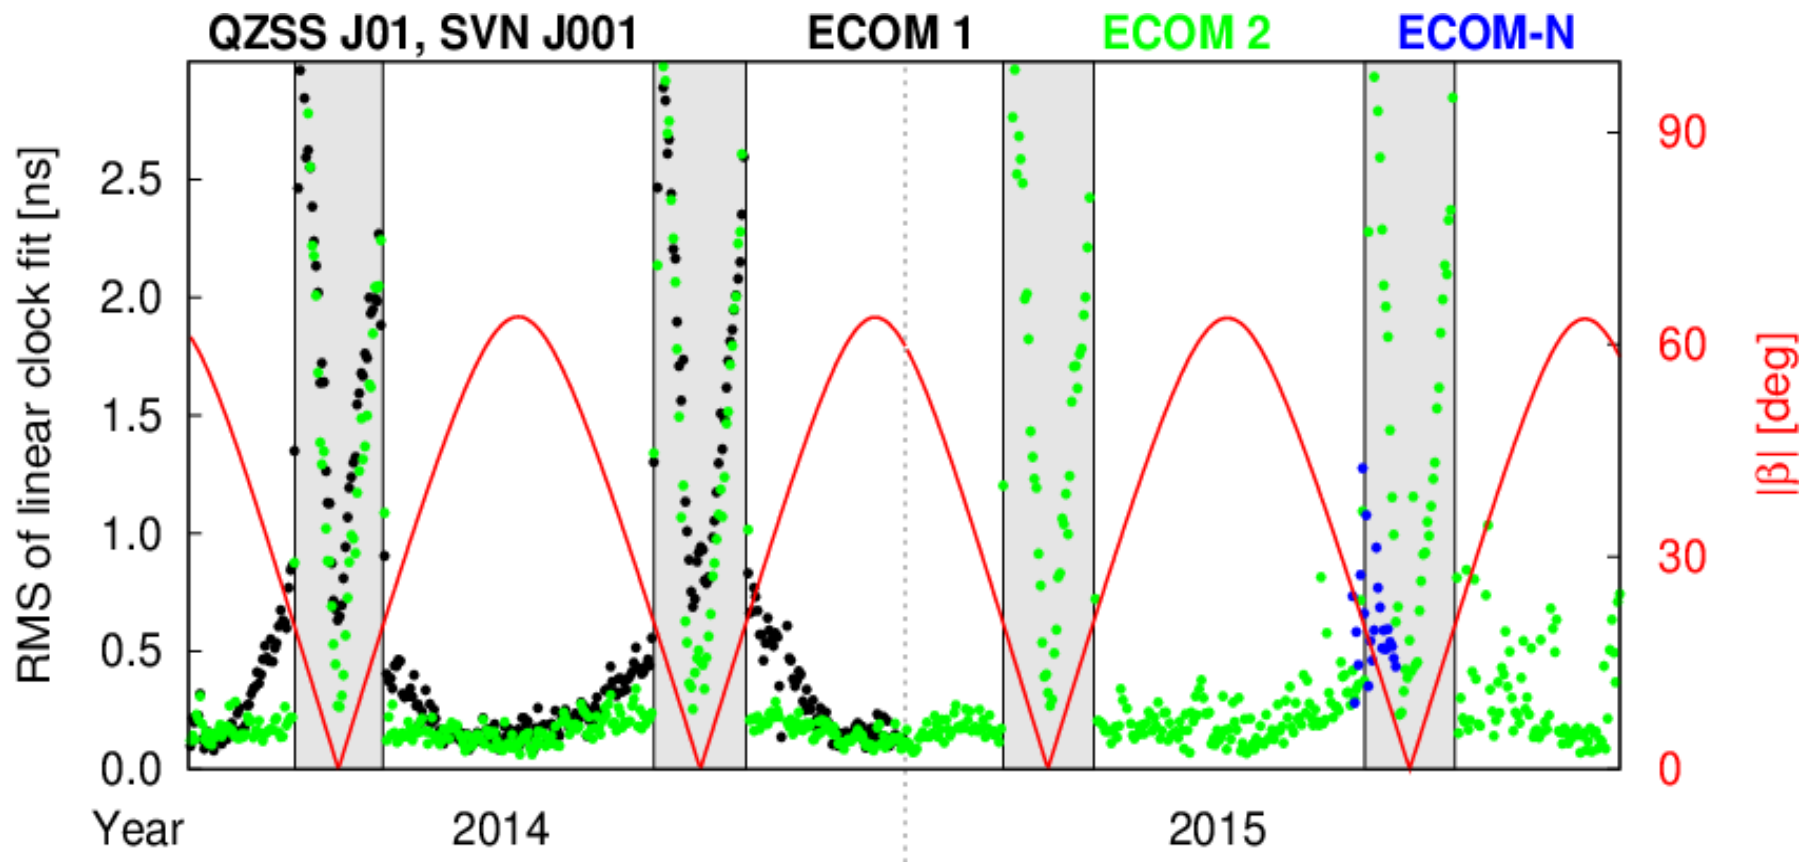 QZSS J01, SVN J001 ECOM 1 ECOM 2 ECOM-N
RMS of linear clock fit [ns]
2.5
2.0
1.5
1.0
0.5
0.0
90
60
30
0
|β| [deg]
Year 2014 2015